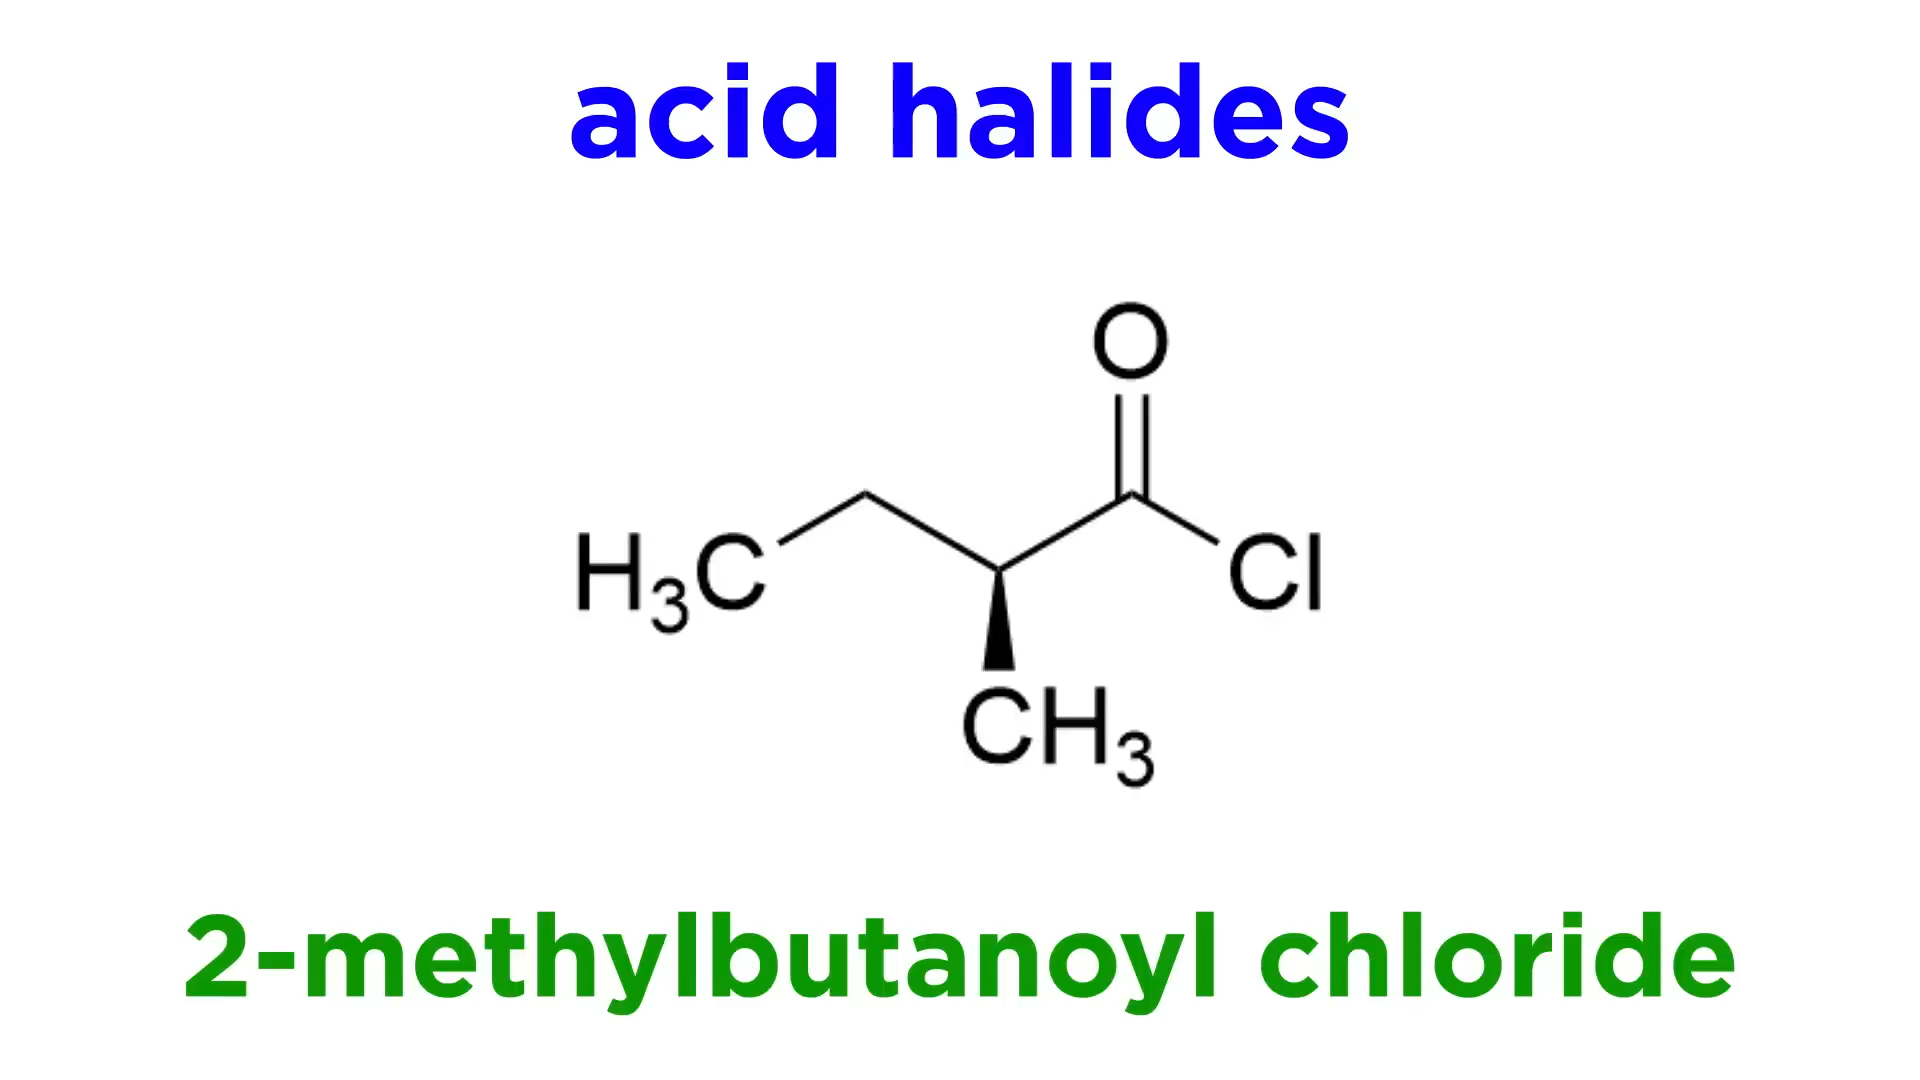 acid halides
O
H₃C
Cl
CH₃
2-methylbutanoyl chloride